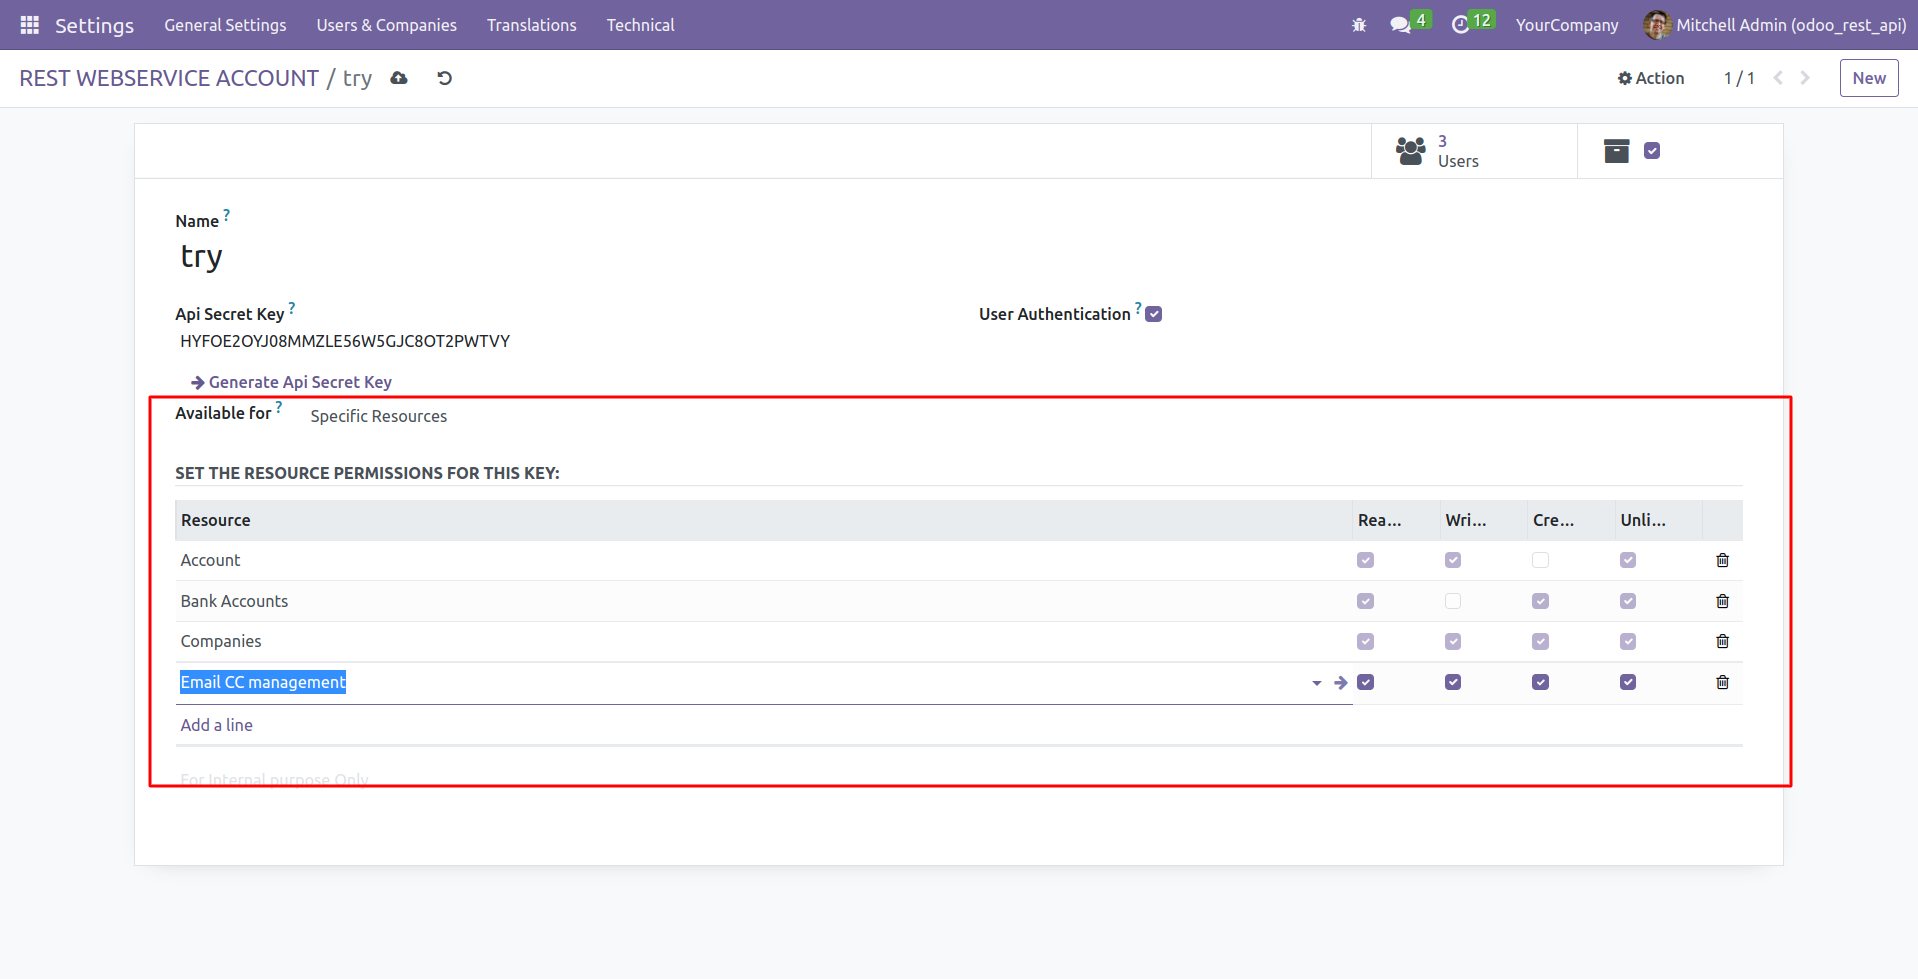 Settings General Settings Users & Companies Translations Technical 4 12 YourCompany Mitchell Admin (odoo_rest_api)
REST WEBSERVICE ACCOUNT / try Action 1 / 1 New
3
Users
Name ?
try
Api Secret Key ? User Authentication ?
HYFOE2OYJ08MMZLE56W5GJC8OT2PWTVY
Generate Api Secret Key
Available for ? Specific Resources
SET THE RESOURCE PERMISSIONS FOR THIS KEY:
Resource Rea... Wri... Cre... Unli...
Account
Bank Accounts
Companies
Email CC management
Add a line
For Internal purpose Only